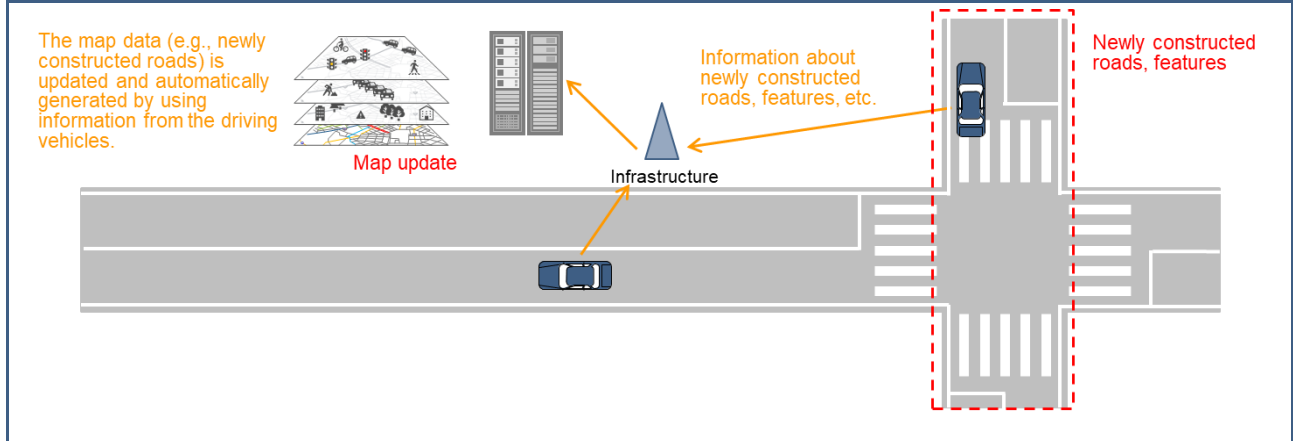 The map data (e.g., newly
constructed roads) is
updated and automatically
generated by using
information from the driving
vehicles.
Map update
Infrastructure
Information about
newly constructed
roads, features, etc.
Newly constructed
roads, features